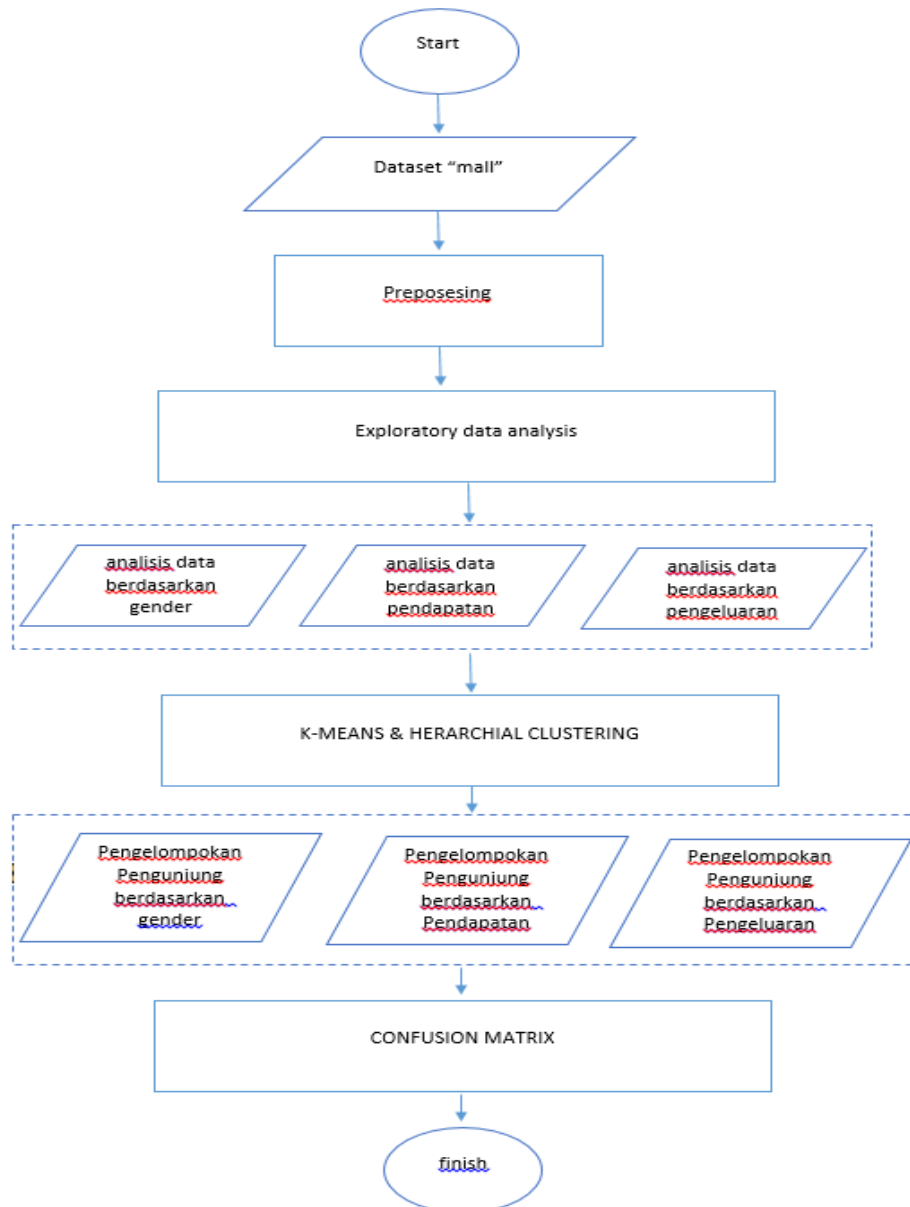 Start
Dataset “mall”
Preposesing
Exploratory data analysis
analisis data
berdasarkan
gender
analisis data
berdasarkan
pendapatan
analisis data
berdasarkan
pengeluaran
K-MEANS & HERARCHIAL CLUSTERING
Pengelompokan
Pengunjung
berdasarkan
gender
Pengelompokan
Pengunjung
berdasarkan
Pendapatan
Pengelompokan
Pengunjung
berdasarkan
Pengeluaran
CONFUSION MATRIX
finish